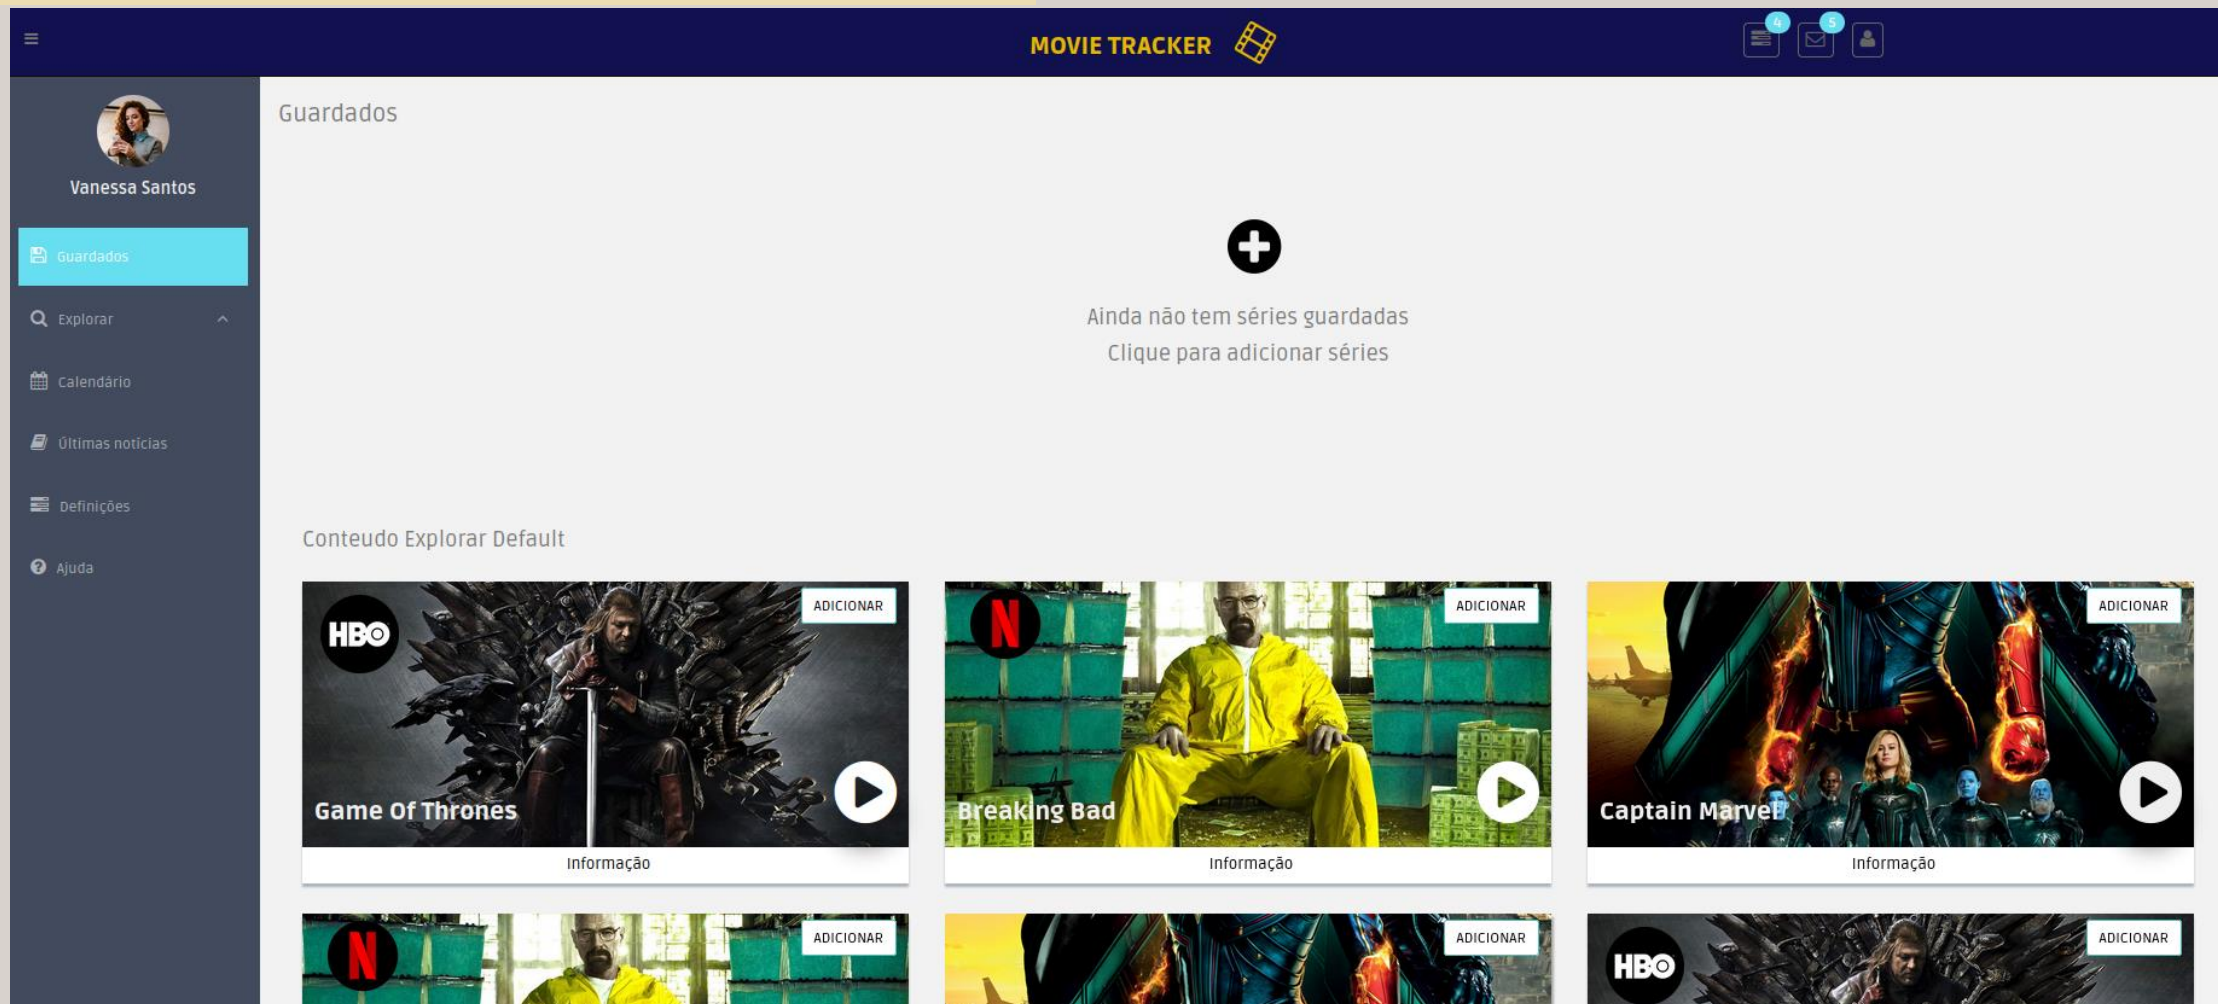 MOVIE TRACKER
4
5
Vanessa Santos
Guardados
Explorar
Calendário
Últimas notícias
Definições
Ajuda
Guardados
Ainda não tem séries guardadas
Clique para adicionar séries
Conteudo Explorar Default
HBO
ADICIONAR
Game Of Thrones
Informação
N
ADICIONAR
Breaking Bad
Informação
ADICIONAR
Captain Marvel
Informação
N
ADICIONAR
ADICIONAR
HBO
ADICIONAR